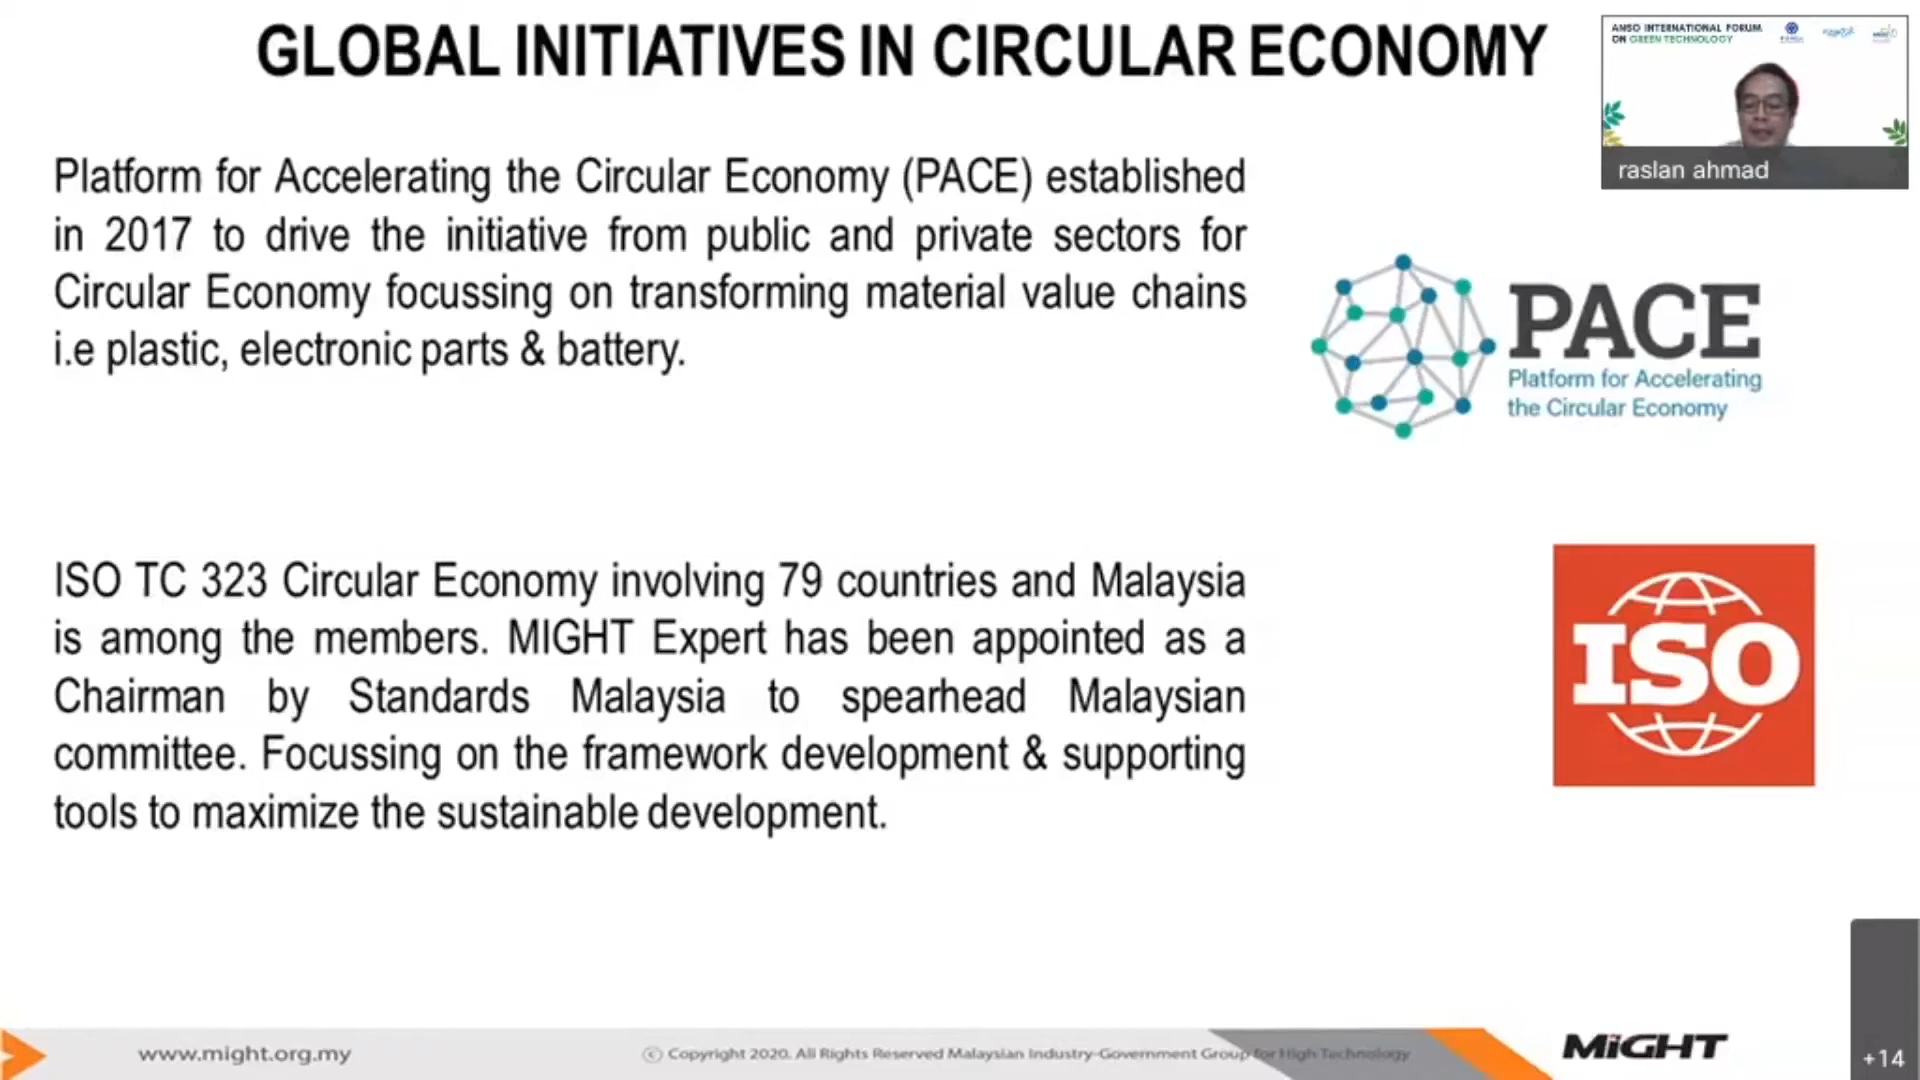 GLOBAL INITIATIVES IN CIRCULAR ECONOMY
ANSO INTERNATIONAL FORUM
ON GREEN TECHNOLOGY
raslan ahmad
Platform for Accelerating the Circular Economy (PACE) established
in 2017 to drive the initiative from public and private sectors for
Circular Economy focussing on transforming material value chains
i.e plastic, electronic parts & battery.
PACE
Platform for Accelerating
the Circular Economy
ISO TC 323 Circular Economy involving 79 countries and Malaysia
is among the members. MIGHT Expert has been appointed as a
Chairman by Standards Malaysia to spearhead Malaysian
committee. Focussing on the framework development & supporting
tools to maximize the sustainable development.
ISO
www.might.org.my
© Copyright 2020. All Rights Reserved Malaysian Industry-Government Group for High Technology
MiGHT
+14